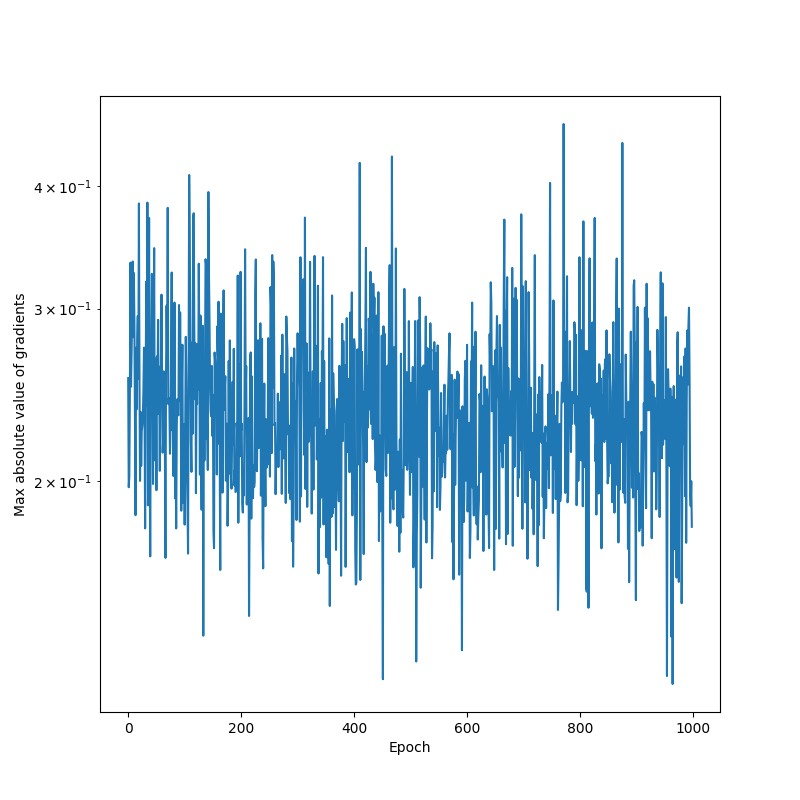 Max absolute value of gradients
4 × 10⁻¹
3 × 10⁻¹
2 × 10⁻¹
0 200 400 600 800 1000
Epoch